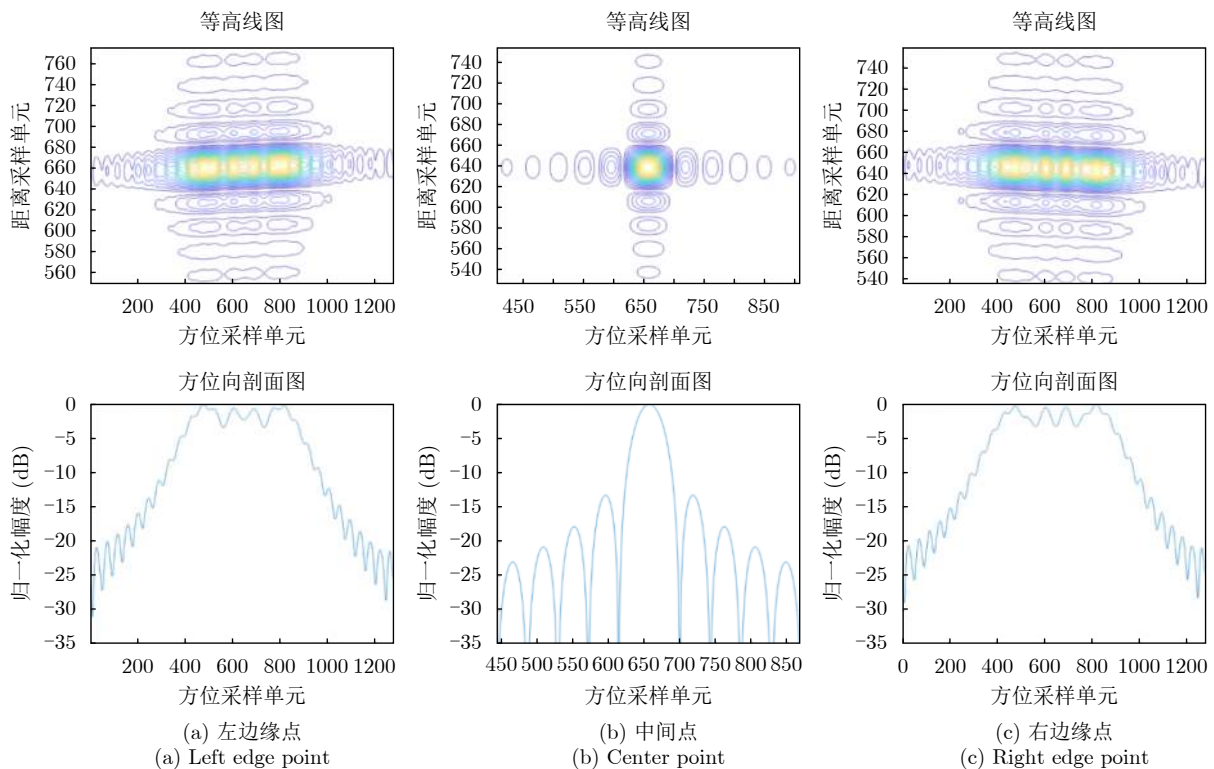 等高线图
等高线图
等高线图
距离采样单元
760
740
720
700
680
660
640
620
600
580
560
200 400 600 800 1000 1200
方位采样单元
距离采样单元
740
720
700
680
660
640
620
600
580
560
540
450 550 650 750 850
方位采样单元
距离采样单元
740
720
700
680
660
640
620
600
580
560
540
200 400 600 800 1000 1200
方位采样单元
方位向剖面图
方位向剖面图
方位向剖面图
归一化幅度 (dB)
0
−5
−10
−15
−20
−25
−30
−35
200 400 600 800 1000 1200
方位采样单元
归一化幅度 (dB)
0
−5
−10
−15
−20
−25
−30
−35
450 500 550 600 650 700 750 800 850
方位采样单元
归一化幅度 (dB)
0
−5
−10
−15
−20
−25
−30
−35
0 200 400 600 800 1000 1200
方位采样单元
(a) 左边缘点
(a) Left edge point
(b) 中间点
(b) Center point
(c) 右边缘点
(c) Right edge point